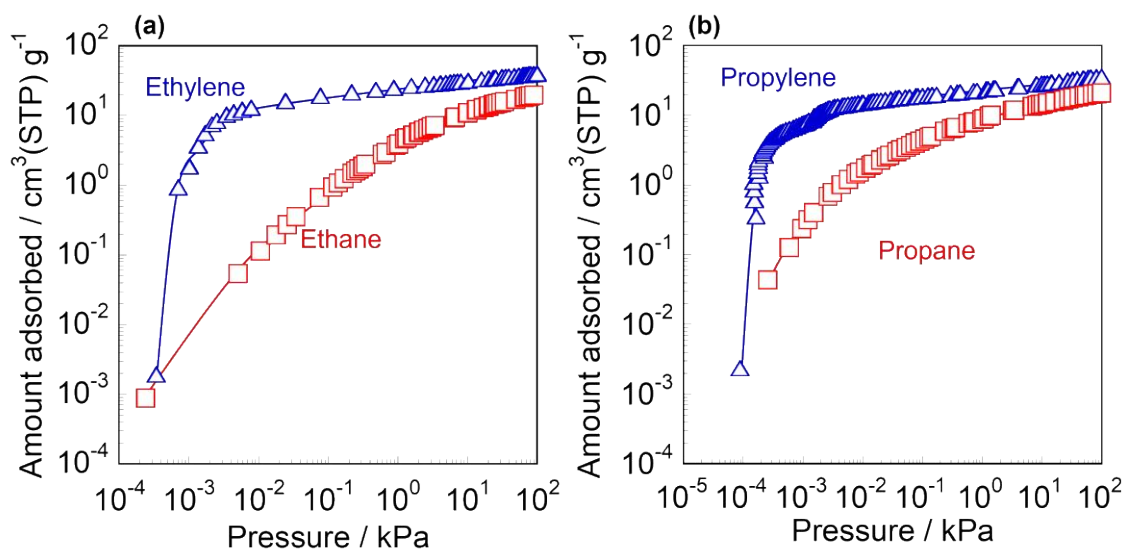 (a)
Amount adsorbed / cm³(STP) g⁻¹
10²
10¹
10⁰
10⁻¹
10⁻²
10⁻³
10⁻⁴
Ethylene
Ethane
10⁻⁴ 10⁻³ 10⁻² 10⁻¹ 10⁰ 10¹ 10²
Pressure / kPa
(b)
Amount adsorbed / cm³(STP) g⁻¹
10²
10¹
10⁰
10⁻¹
10⁻²
10⁻³
10⁻⁴
Propylene
Propane
10⁻⁵ 10⁻⁴ 10⁻³ 10⁻² 10⁻¹ 10⁰ 10¹ 10²
Pressure / kPa